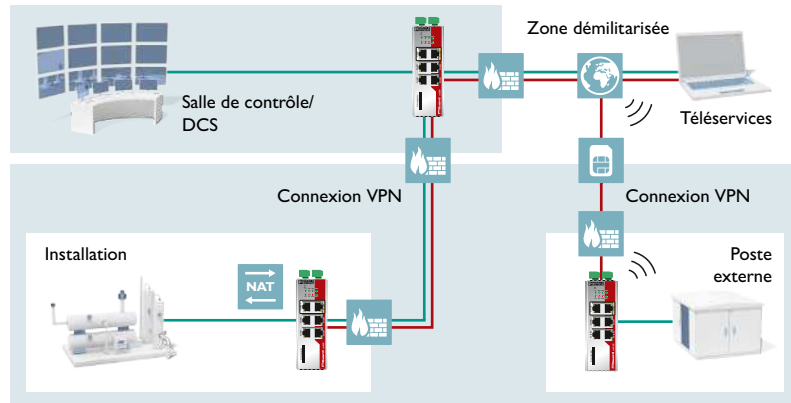 Zone démilitarisée
Salle de contrôle/
DCS
Téléservices
Connexion VPN
Connexion VPN
Installation
NAT
Poste
externe